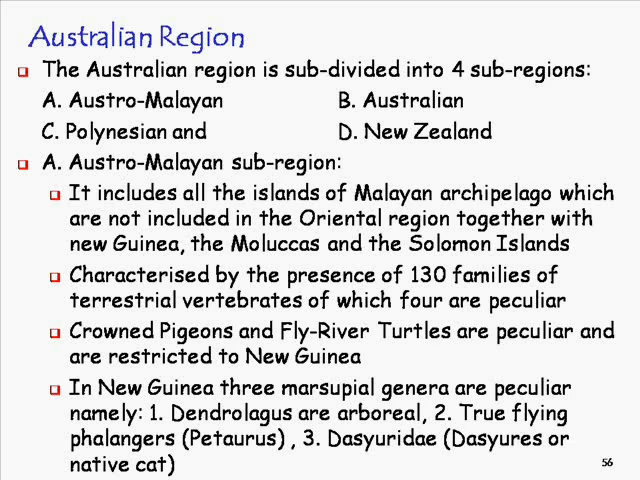 Australian Region
The Australian region is sub-divided into 4 sub-regions:
A. Austro-Malayan B. Australian
C. Polynesian and D. New Zealand
A. Austro-Malayan sub-region:
It includes all the islands of Malayan archipelago which
are not included in the Oriental region together with
new Guinea, the Moluccas and the Solomon Islands
Characterised by the presence of 130 families of
terrestrial vertebrates of which four are peculiar
Crowned Pigeons and Fly-River Turtles are peculiar and
are restricted to New Guinea
In New Guinea three marsupial genera are peculiar
namely: 1. Dendrolagus are arboreal, 2. True flying
phalangers (Petaurus) , 3. Dasyuridae (Dasyures or
native cat)
56